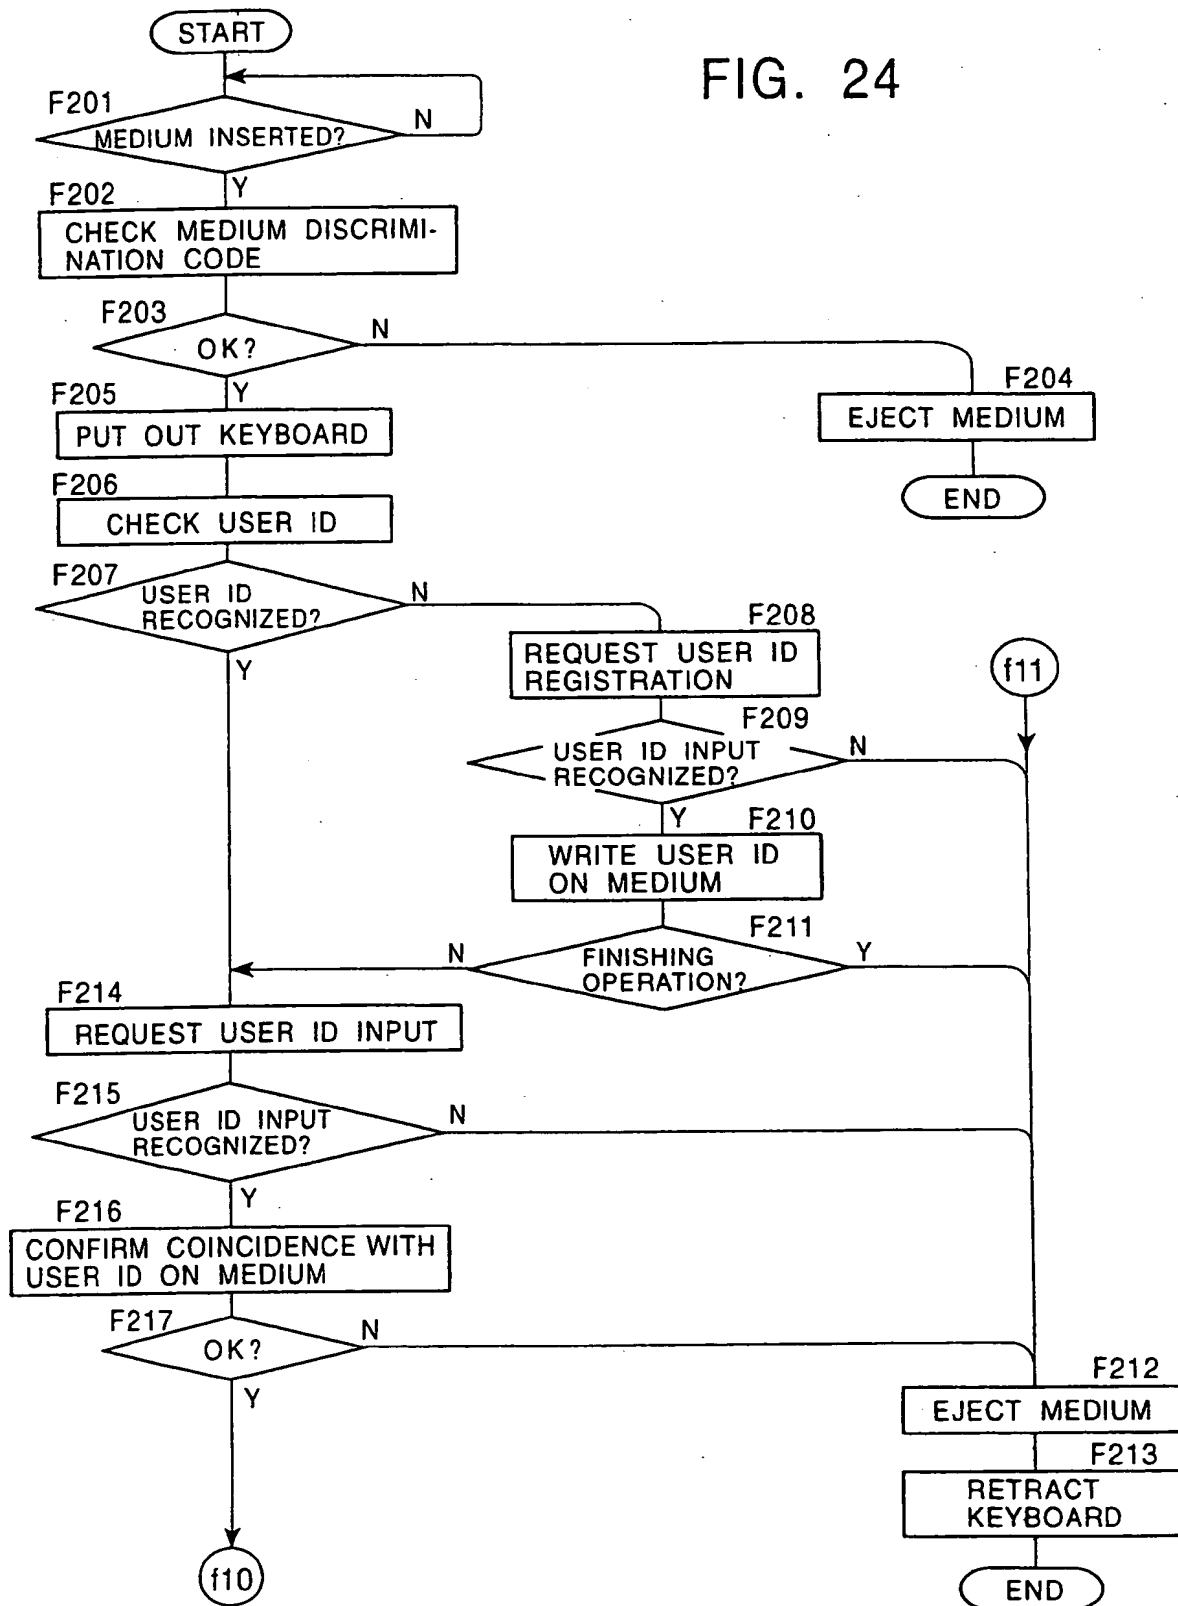 START
FIG. 24
F201
MEDIUM INSERTED?
N
Y
F202
CHECK MEDIUM DISCRIMI-
NATION CODE
F203
OK?
N
Y
F204
EJECT MEDIUM
END
F205
PUT OUT KEYBOARD
F206
CHECK USER ID
F207
USER ID
RECOGNIZED?
N
Y
F208
REQUEST USER ID
REGISTRATION
f11
F209
USER ID INPUT
RECOGNIZED?
N
Y
F210
WRITE USER ID
ON MEDIUM
F211
FINISHING
OPERATION?
N
Y
F214
REQUEST USER ID INPUT
F215
USER ID INPUT
RECOGNIZED?
N
Y
F216
CONFIRM COINCIDENCE WITH
USER ID ON MEDIUM
F217
OK?
N
Y
F212
EJECT MEDIUM
F213
RETRACT
KEYBOARD
END
f10